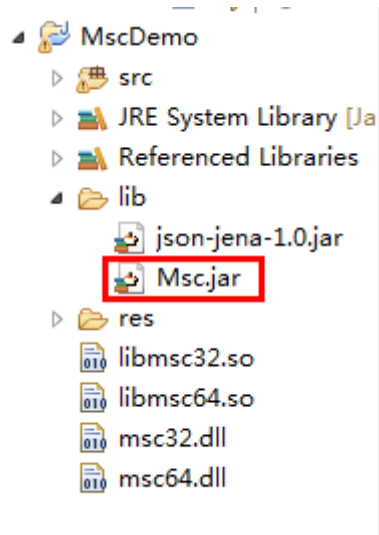 MscDemo
src
JRE System Library [Ja
Referenced Libraries
lib
json-jena-1.0.jar
Msc.jar
res
libmsc32.so
libmsc64.so
msc32.dll
msc64.dll